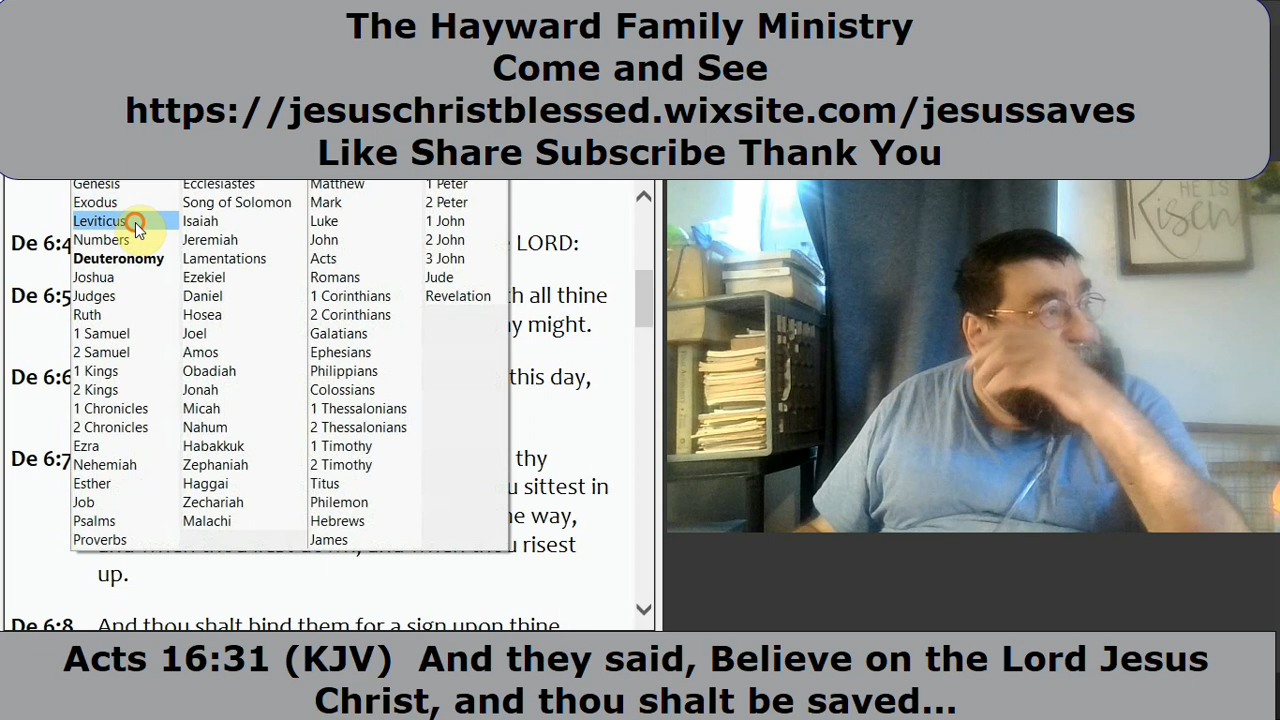 The Hayward Family Ministry
Come and See
https://jesuschristblessed.wixsite.com/jesussaves
Like Share Subscribe Thank You
Genesis
Exodus
Leviticus
Numbers
Deuteronomy
Joshua
Judges
Ruth
1 Samuel
2 Samuel
1 Kings
2 Kings
1 Chronicles
2 Chronicles
Ezra
Nehemiah
Esther
Job
Psalms
Proverbs
Ecclesiastes
Song of Solomon
Isaiah
Jeremiah
Lamentations
Ezekiel
Daniel
Hosea
Joel
Amos
Obadiah
Jonah
Micah
Nahum
Habakkuk
Zephaniah
Haggai
Zechariah
Malachi
Matthew
Mark
Luke
John
Acts
Romans
1 Corinthians
2 Corinthians
Galatians
Ephesians
Philippians
Colossians
1 Thessalonians
2 Thessalonians
1 Timothy
2 Timothy
Titus
Philemon
Hebrews
James
1 Peter
2 Peter
1 John
2 John
3 John
Jude
Revelation
De 6:4 LORD:
De 6:5 all thine
might.
De 6:6 this day,
De 6:7 thy
sittest in
way,
risest
up.
De 6:8 And thou shalt bind them for a sign upon thine
HE IS
Risen
Acts 16:31 (KJV) And they said, Believe on the Lord Jesus
Christ, and thou shalt be saved...